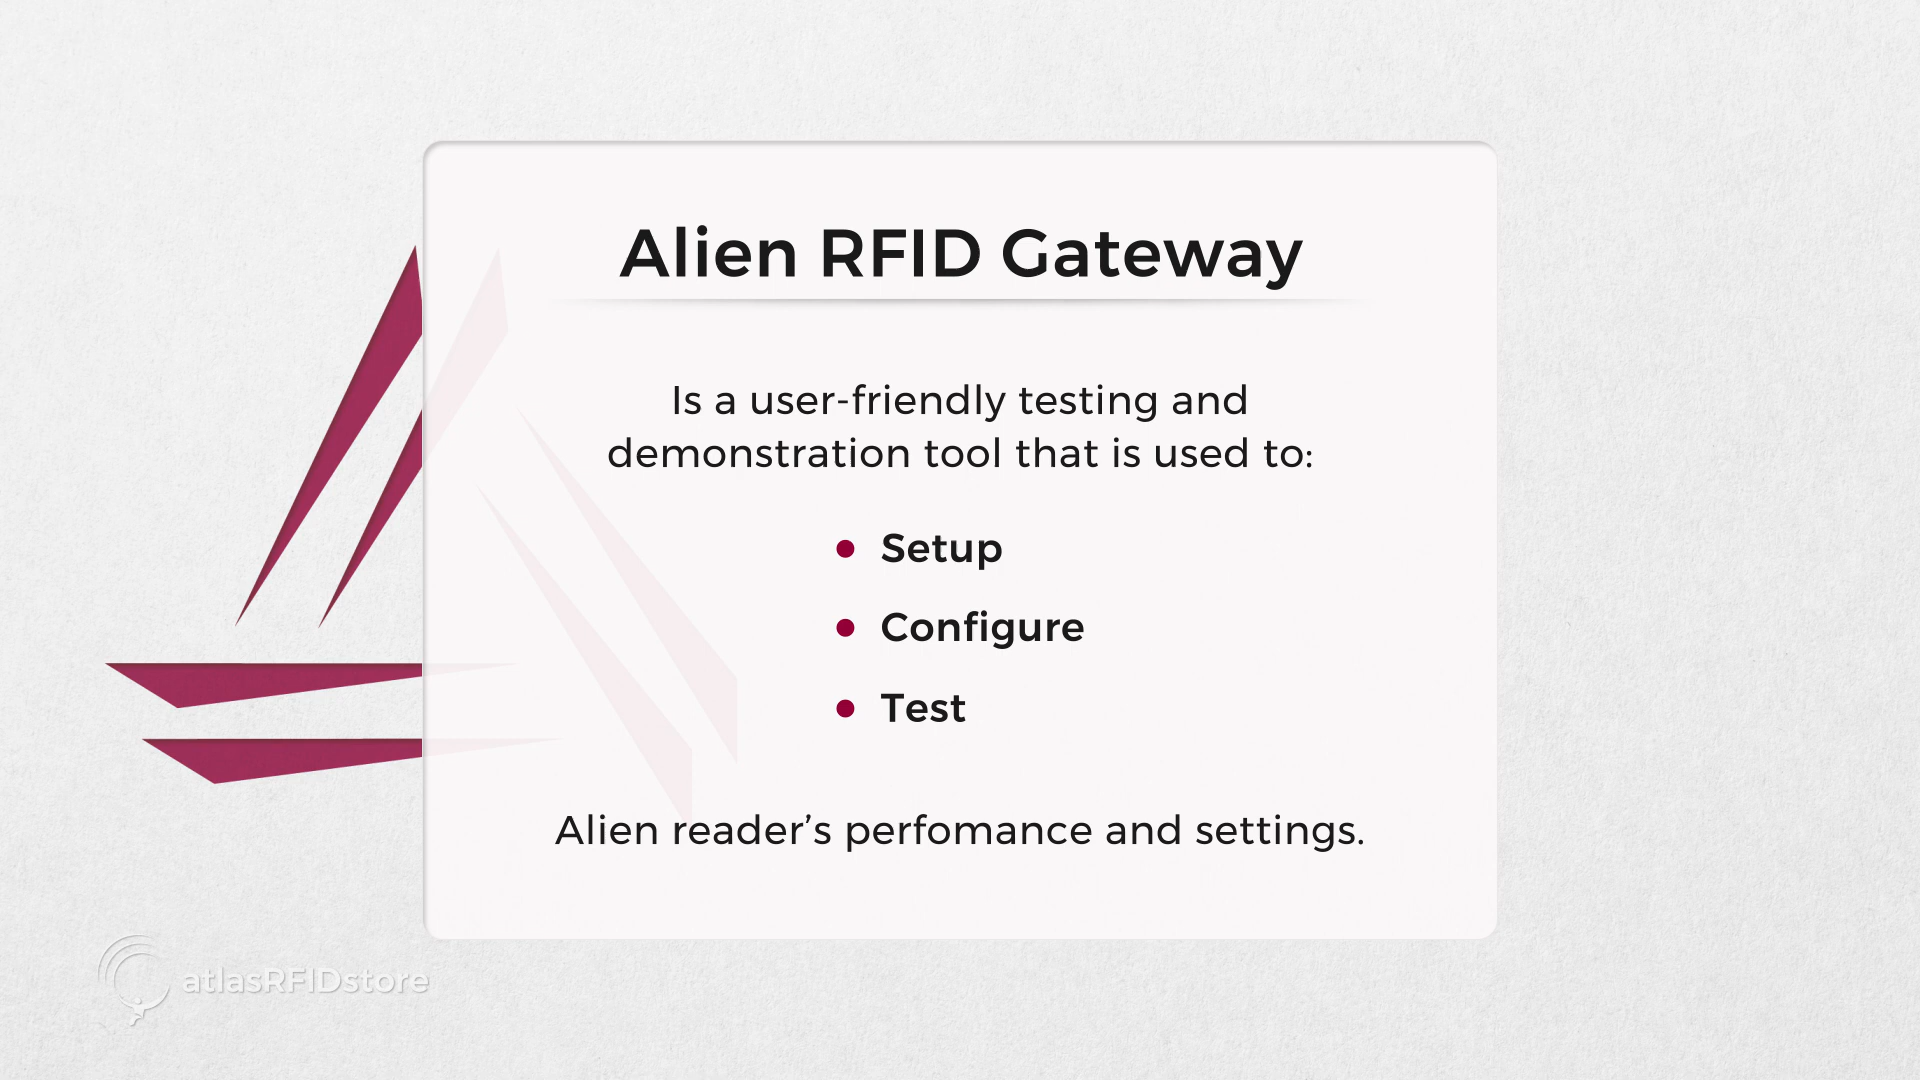 Alien RFID Gateway
Is a user-friendly testing and
demonstration tool that is used to:
Setup
Configure
Test
Alien reader’s perfomance and settings.
atlasRFIDstore